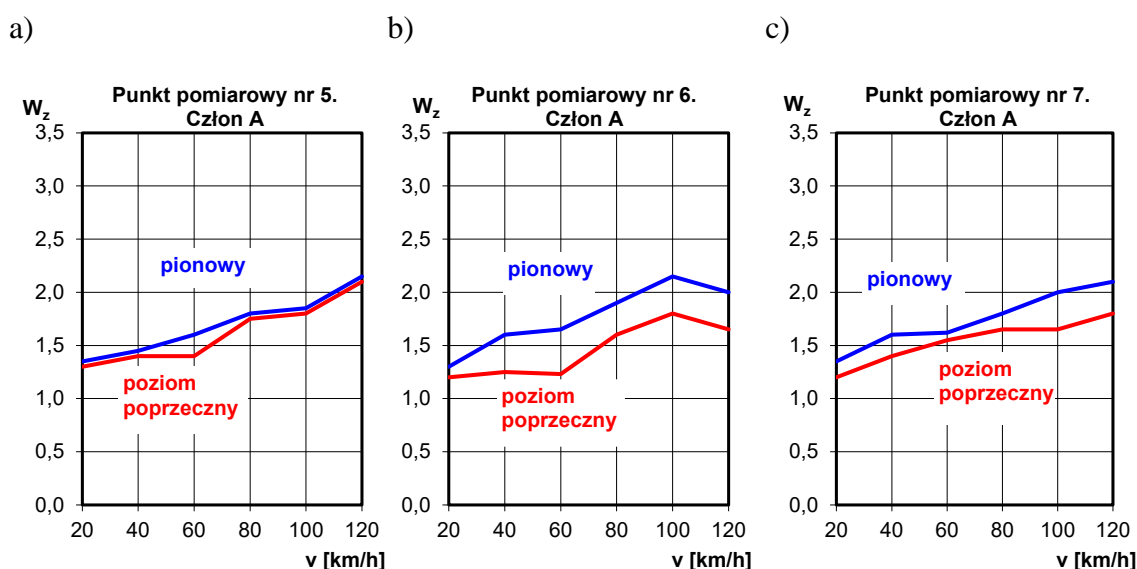 a)
b)
c)
Punkt pomiarowy nr 5.
Człon A
W_z
3,5
3,0
2,5
2,0
1,5
1,0
0,5
0,0
pionowy
poziom
poprzeczny
20 40 60 80 100 120
v [km/h]
Punkt pomiarowy nr 6.
Człon A
W_z
3,5
3,0
2,5
2,0
1,5
1,0
0,5
0,0
pionowy
poziom
poprzeczny
20 40 60 80 100 120
v [km/h]
Punkt pomiarowy nr 7.
Człon A
W_z
3,5
3,0
2,5
2,0
1,5
1,0
0,5
0,0
pionowy
poziom
poprzeczny
20 40 60 80 100 120
v [km/h]